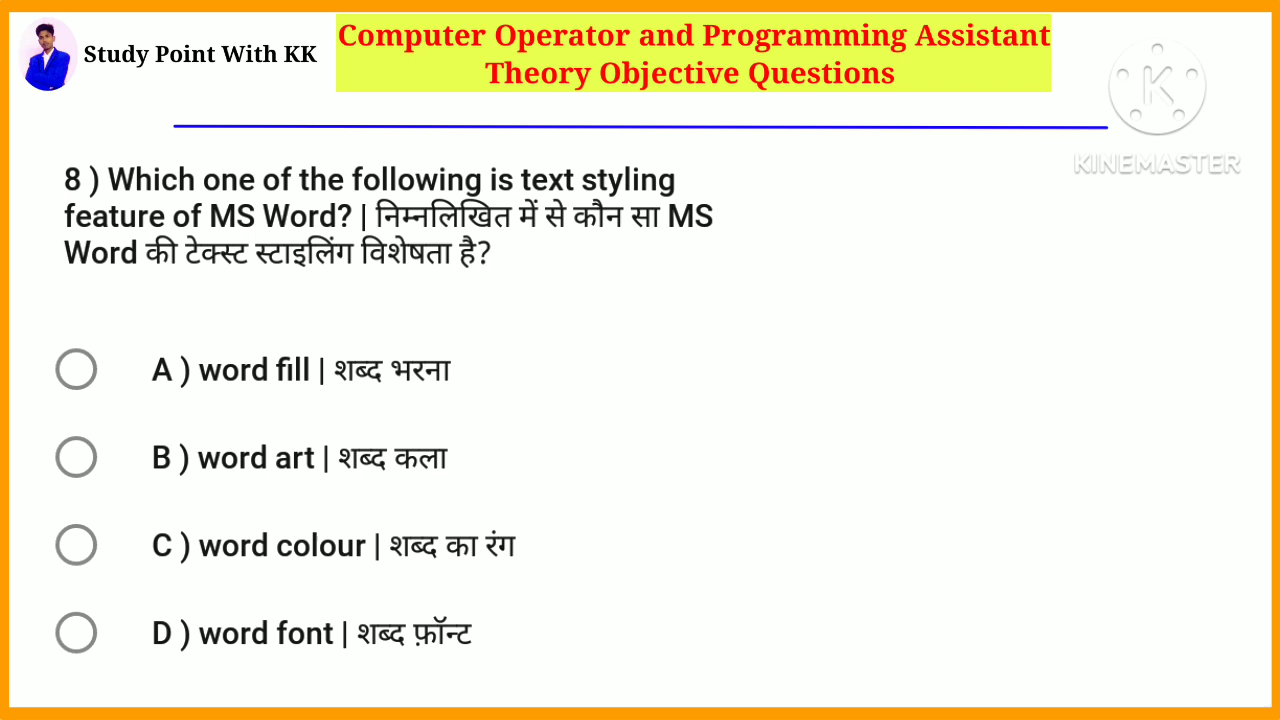 Study Point With KK
Computer Operator and Programming Assistant
Theory Objective Questions
K
KINEMASTER
8 ) Which one of the following is text styling
feature of MS Word? | निम्नलिखित में से कौन सा MS
Word की टेक्स्ट स्टाइलिंग विशेषता है?
A ) word fill | शब्द भरना
B ) word art | शब्द कला
C ) word colour | शब्द का रंग
D ) word font | शब्द फ़ॉन्ट